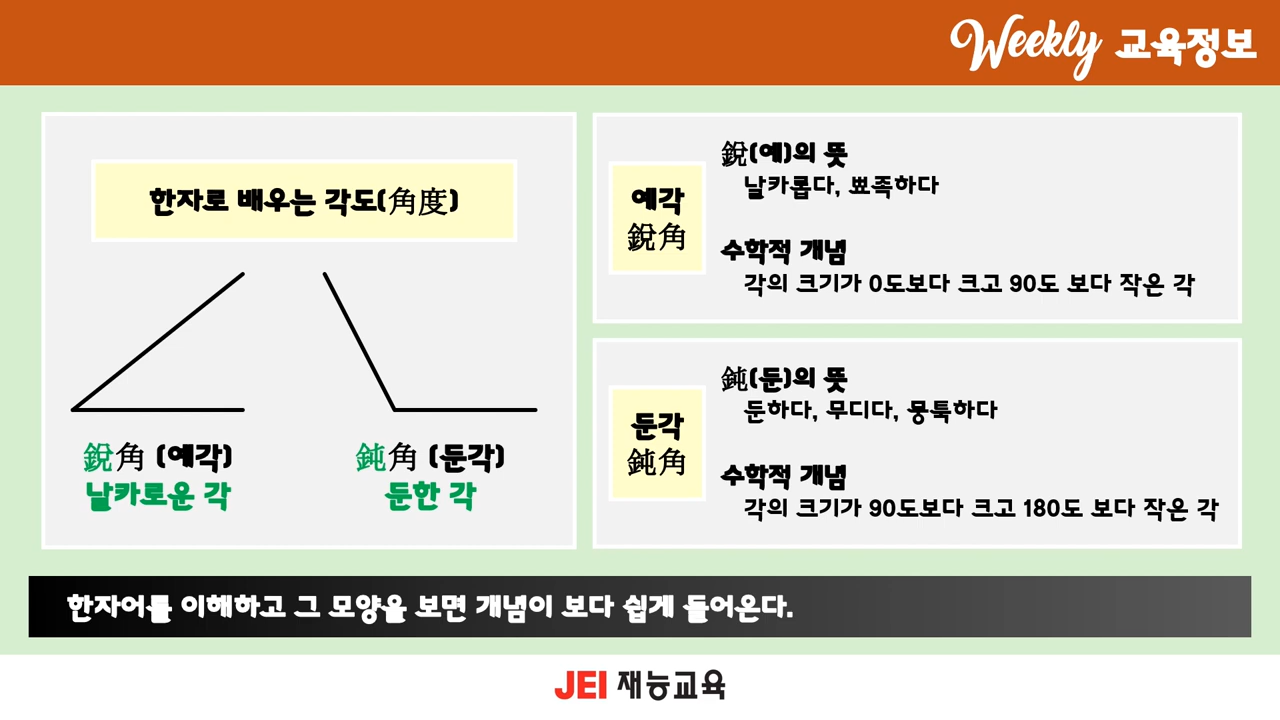 Weekly 교육정보
한자로 배우는 각도(角度)
銳角 (예각)
날카로운 각
鈍角 (둔각)
둔한 각
예각
銳角
銳(예)의 뜻
날카롭다, 뾰족하다
수학적 개념
각의 크기가 0도보다 크고 90도 보다 작은 각
둔각
鈍角
鈍(둔)의 뜻
둔하다, 무디다, 뭉툭하다
수학적 개념
각의 크기가 90도보다 크고 180도 보다 작은 각
한자어를 이해하고 그 모양을 보면 개념이 보다 쉽게 들어온다.
JEI 재능교육